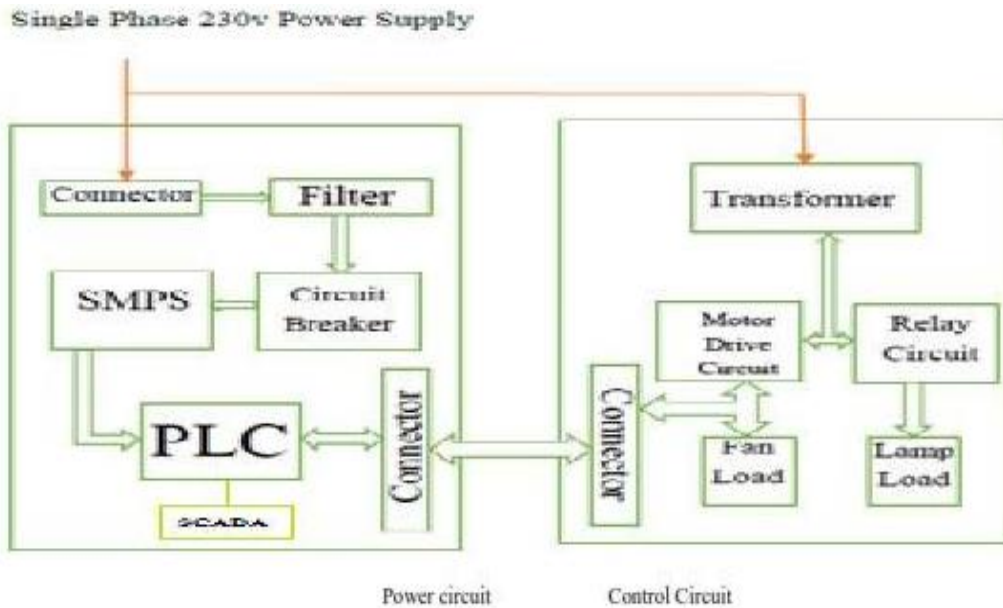 Single Phase 230v Power Supply
Connector
Filter
SMPS
Circuit
Breaker
PLC
Connector
SCADA
Transformer
Motor
Drive
Circuit
Relay
Circuit
Connector
Fan
Load
Lamp
Load
Power circuit
Control Circuit